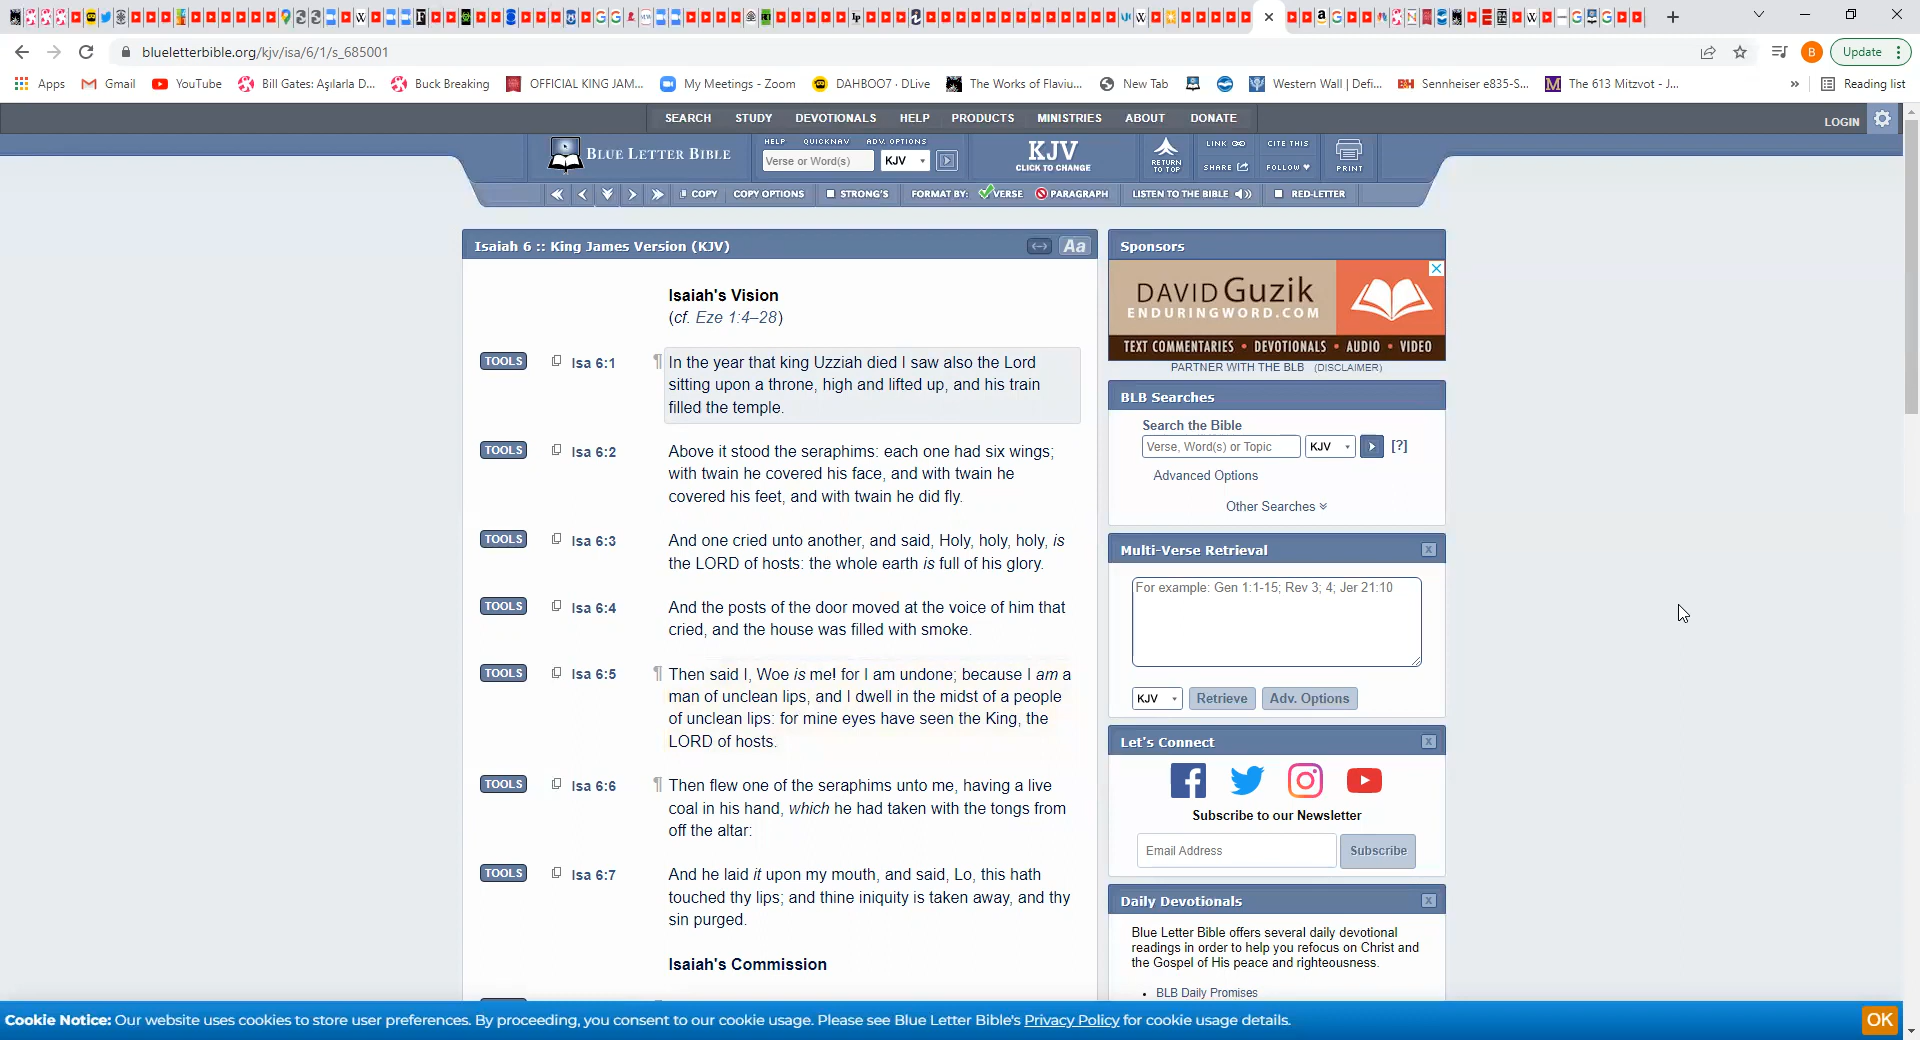 blueletterbible.org/kjv/isa/6/1/s_685001
Update
Apps
Gmail
YouTube
Bill Gates: Aşılarla D...
Buck Breaking
OFFICIAL KING JAM...
My Meetings - Zoom
DAHBOO7 · DLive
The Works of Flaviu...
New Tab
Western Wall | Defi...
Sennheiser e835-S...
The 613 Mitzvot - J...
Reading list
SEARCH STUDY DEVOTIONALS HELP PRODUCTS MINISTRIES ABOUT DONATE
LOGIN
BLUE LETTER BIBLE
HELP QUICKNAV ADV. OPTIONS
Verse or Word(s)
KJV
KJV
CLICK TO CHANGE
RETURN TO TOP
LINK
SHARE
CITE THIS
FOLLOW
PRINT
COPY
COPY OPTIONS
STRONG'S
FORMAT BY:
VERSE
PARAGRAPH
LISTEN TO THE BIBLE
RED-LETTER
Isaiah 6 :: King James Version (KJV)
Aa
Isaiah's Vision
(cf. Eze 1:4–28)
TOOLS Isa 6:1 ¶ In the year that king Uzziah died I saw also the Lord
sitting upon a throne, high and lifted up, and his train
filled the temple.
TOOLS Isa 6:2 Above it stood the seraphims: each one had six wings;
with twain he covered his face, and with twain he
covered his feet, and with twain he did fly.
TOOLS Isa 6:3 And one cried unto another, and said, Holy, holy, holy, is
the LORD of hosts: the whole earth is full of his glory.
TOOLS Isa 6:4 And the posts of the door moved at the voice of him that
cried, and the house was filled with smoke.
TOOLS Isa 6:5 ¶ Then said I, Woe is me! for I am undone; because I am a
man of unclean lips, and I dwell in the midst of a people
of unclean lips: for mine eyes have seen the King, the
LORD of hosts.
TOOLS Isa 6:6 ¶ Then flew one of the seraphims unto me, having a live
coal in his hand, which he had taken with the tongs from
off the altar:
TOOLS Isa 6:7 And he laid it upon my mouth, and said, Lo, this hath
touched thy lips; and thine iniquity is taken away, and thy
sin purged.
Isaiah's Commission
Sponsors
DAVID Guzik
ENDURINGWORD.COM
TEXT COMMENTARIES • DEVOTIONALS • AUDIO • VIDEO
PARTNER WITH THE BLB (DISCLAIMER)
BLB Searches
Search the Bible
Verse, Word(s) or Topic
KJV
[?]
Advanced Options
Other Searches
Multi-Verse Retrieval
For example: Gen 1:1-15; Rev 3; 4; Jer 21:10
KJV
Retrieve
Adv. Options
Let's Connect
Subscribe to our Newsletter
Email Address
Subscribe
Daily Devotionals
Blue Letter Bible offers several daily devotional
readings in order to help you refocus on Christ and
the Gospel of His peace and righteousness.
• BLB Daily Promises
Cookie Notice: Our website uses cookies to store user preferences. By proceeding, you consent to our cookie usage. Please see Blue Letter Bible's Privacy Policy for cookie usage details.
OK